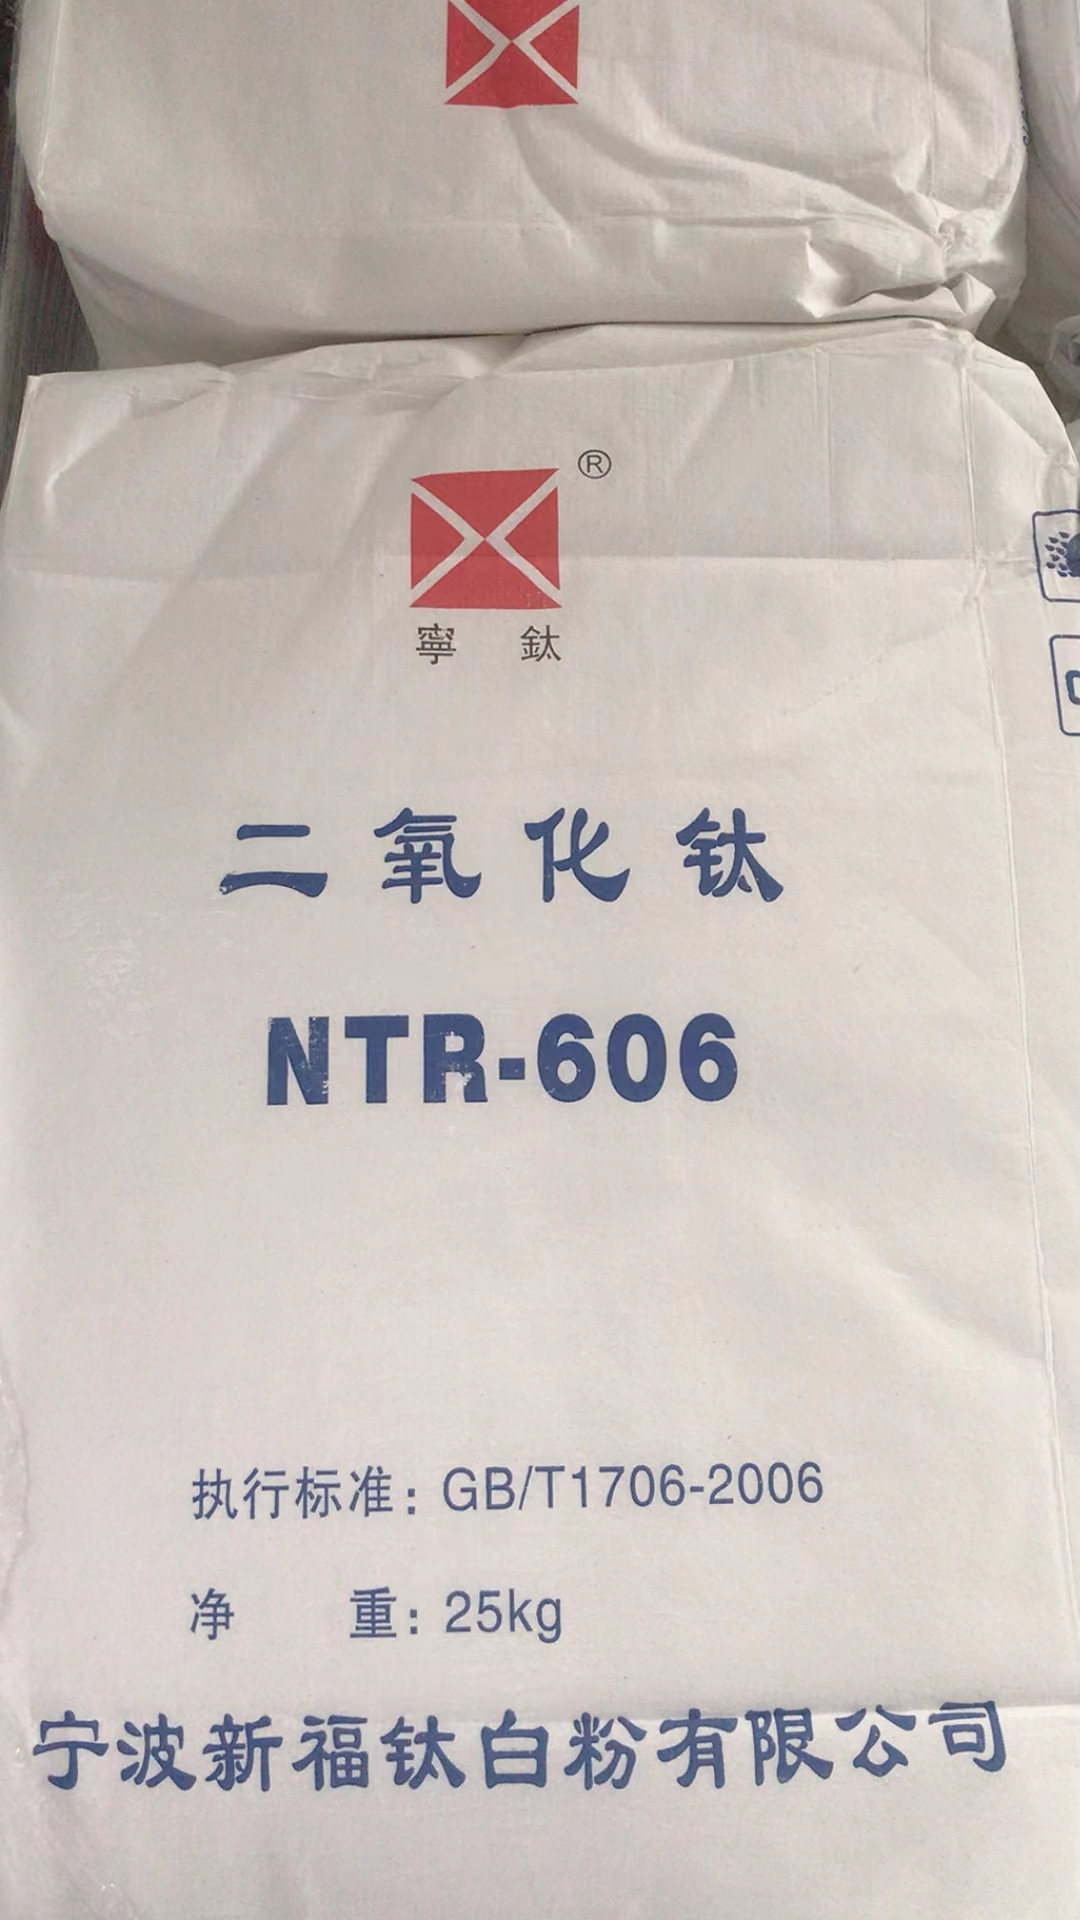 ®
寧 鈦
二氧化钛
NTR-606
执行标准：GB/T1706-2006
净 重：25kg
宁波新福钛白粉有限公司